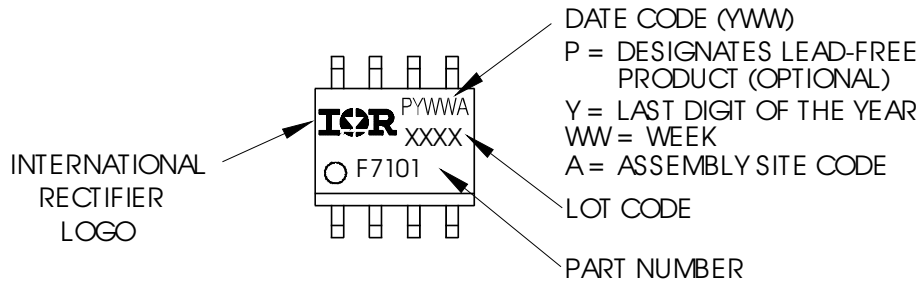 DATE CODE (YWW)
P = DESIGNATES LEAD-FREE
PRODUCT (OPTIONAL)
Y = LAST DIGIT OF THE YEAR
WW = WEEK
A = ASSEMBLY SITE CODE
LOT CODE
PART NUMBER
INTERNATIONAL
RECTIFIER
LOGO
IOR
PYWWA
XXXX
F7101